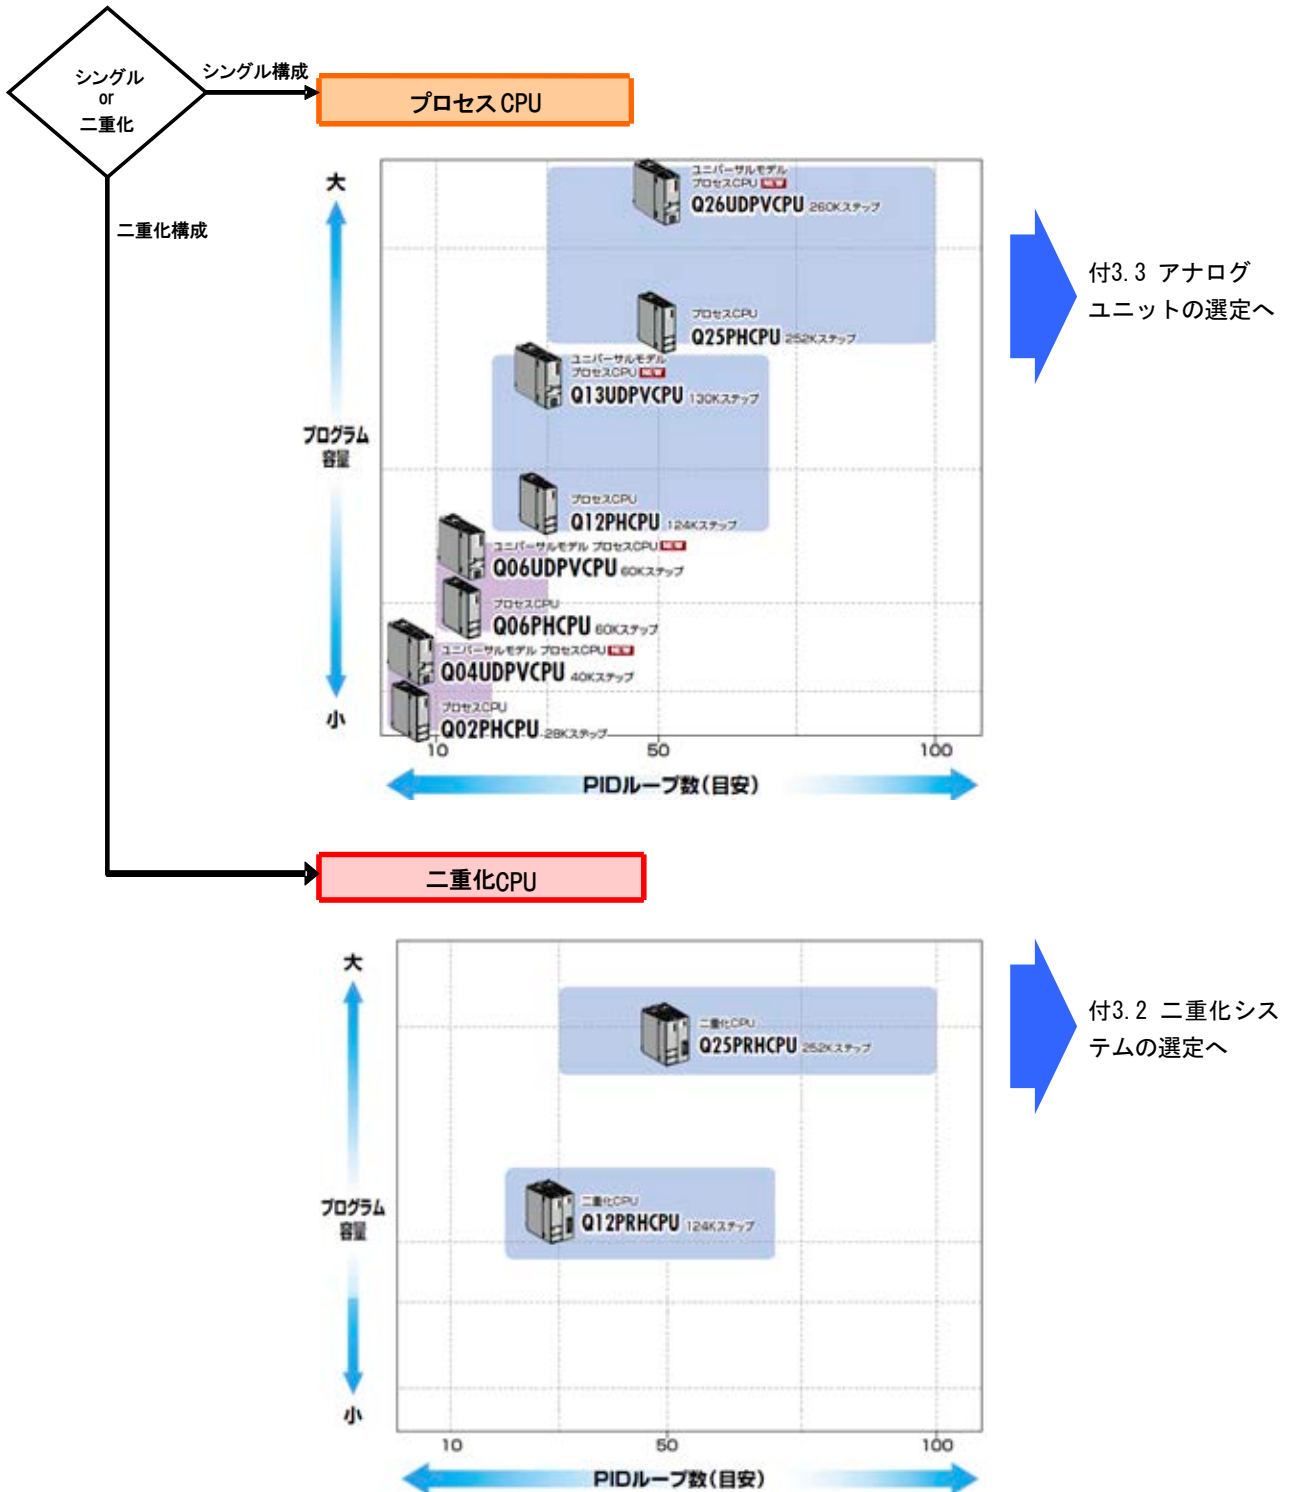 シングル
or
二重化
シングル構成
プロセスCPU
二重化構成
大
プログラム
容量
小
ユニバーサルモデル
プロセスCPU NEW
Q26UDPVCPU 260Kステップ
プロセスCPU
Q25PHCPU 252Kステップ
ユニバーサルモデル
プロセスCPU NEW
Q13UDPVCPU 130Kステップ
プロセスCPU
Q12PHCPU 124Kステップ
ユニバーサルモデル プロセスCPU NEW
Q06UDPVCPU 60Kステップ
プロセスCPU
Q06PHCPU 60Kステップ
ユニバーサルモデル プロセスCPU NEW
Q04UDPVCPU 40Kステップ
プロセスCPU
Q02PHCPU 28Kステップ
10 50 100
PIDループ数(目安)
付3.3 アナログ
ユニットの選定へ
二重化CPU
大
プログラム
容量
小
二重化CPU
Q25PRHCPU 252Kステップ
二重化CPU
Q12PRHCPU 124Kステップ
10 50 100
PIDループ数(目安)
付3.2 二重化シス
テムの選定へ